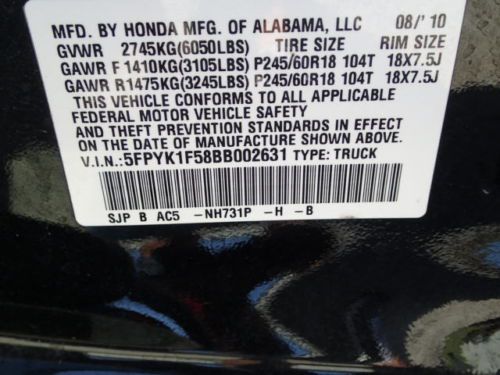 MFD. BY HONDA MFG. OF ALABAMA, LLC 08/'10
GVWR 2745KG(6050LBS) TIRE SIZE RIM SIZE
GAWR F 1410KG(3105LBS) P245/60R18 104T 18X7.5J
GAWR R1475KG(3245LBS) P245/60R18 104T 18X7.5J
THIS VEHICLE CONFORMS TO ALL APPLICABLE
FEDERAL MOTOR VEHICLE SAFETY
AND THEFT PREVENTION STANDARDS IN EFFECT
ON THE DATE OF MANUFACTURE SHOWN ABOVE.
V.I.N.: 5FPYK1F58BB002631 TYPE: TRUCK
SJP B AC5 -NH731P -H -B